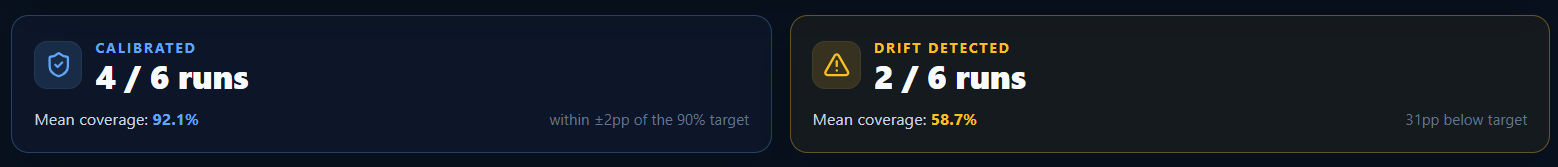 CALIBRATED
4 / 6 runs
Mean coverage: 92.1%
within ±2pp of the 90% target
DRIFT DETECTED
2 / 6 runs
Mean coverage: 58.7%
31pp below target